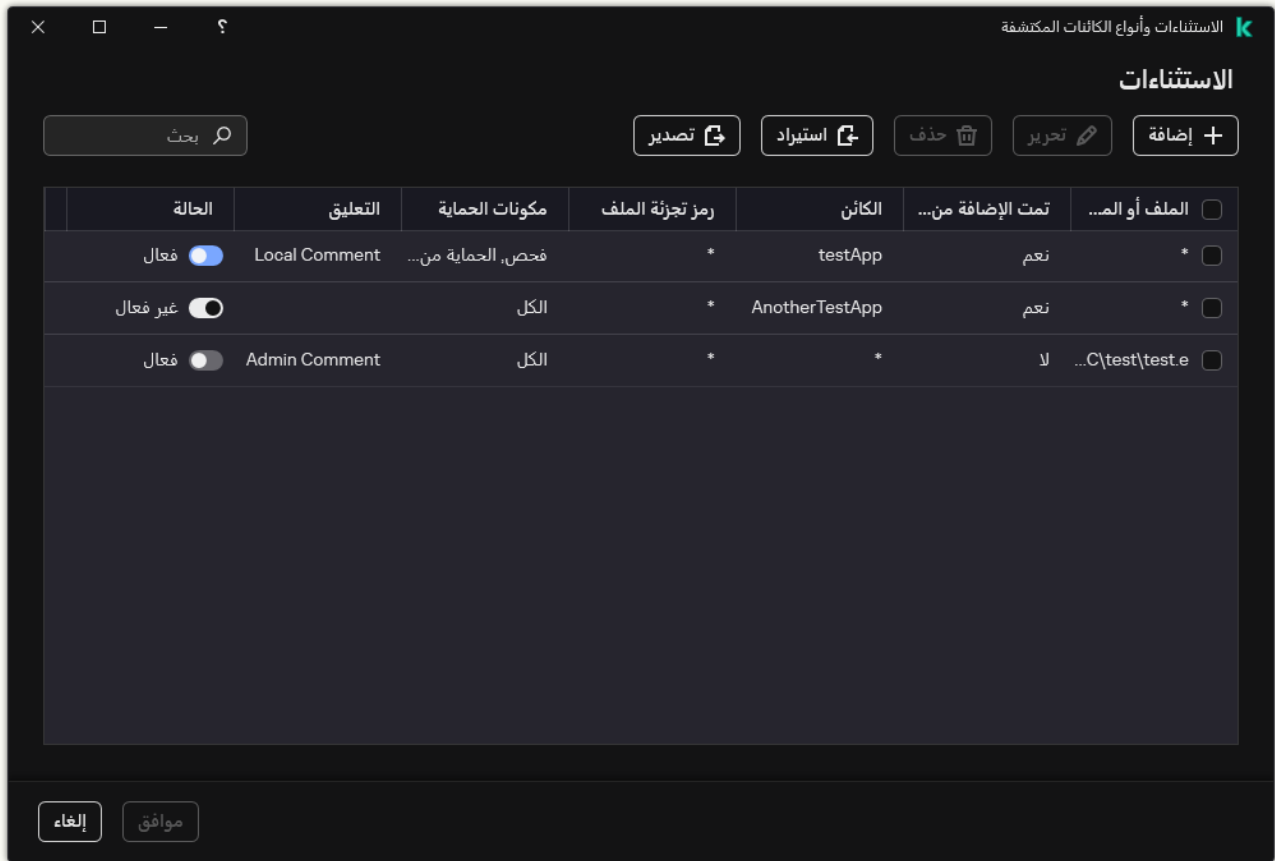 الاستثناءات وأنواع الكائنات المكتشفة
؟
الاستثناءات
إضافة تحرير حذف استيراد تصدير بحث
الملف أو المـ... تمت الإضافة من... الكائن رمز تجزئة الملف مكونات الحماية التعليق الحالة
* نعم testApp * فحص, الحماية من... Local Comment فعال
* نعم AnotherTestApp * الكل غير فعال
C\test\test.e... لا * * الكل Admin Comment فعال
موافق إلغاء